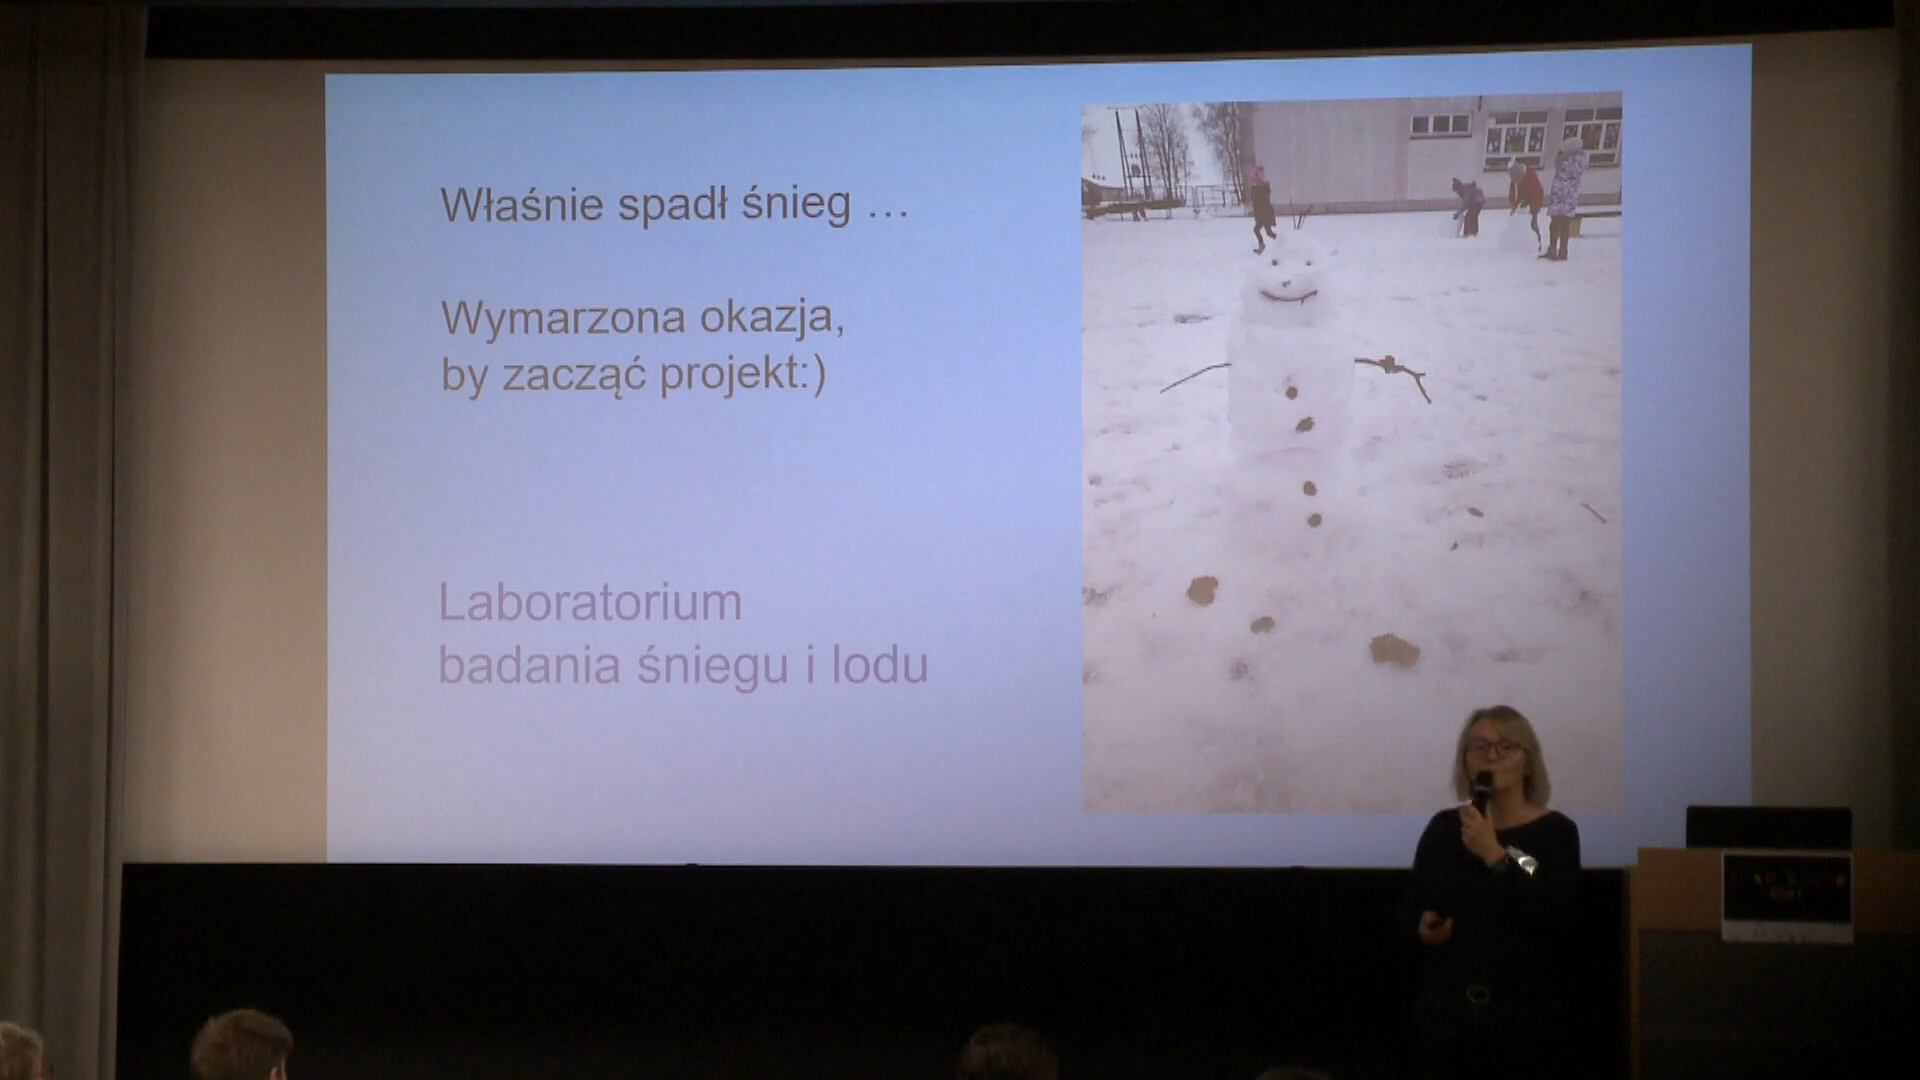 Właśnie spadł śnieg ...
Wymarzona okazja,
by zacząć projekt:)
Laboratorium
badania śniegu i lodu